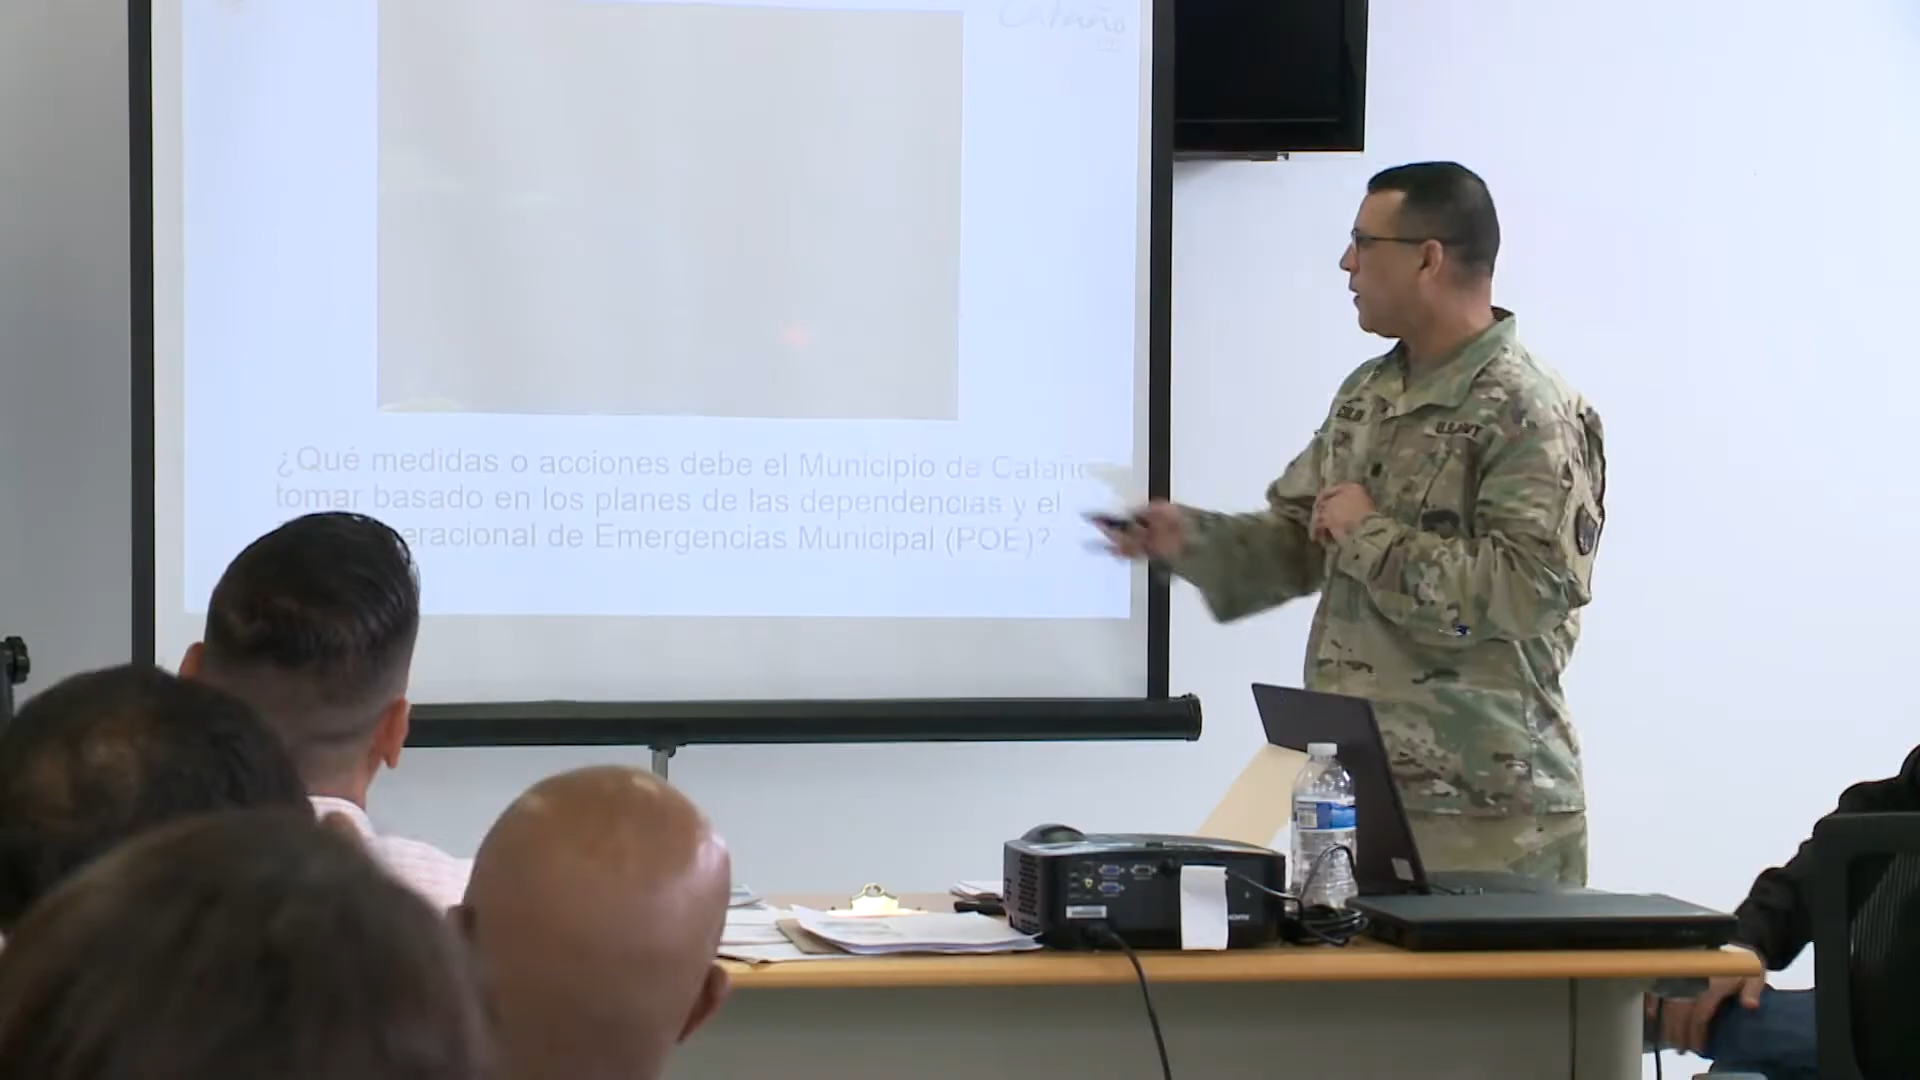 Cataño
¿Qué medidas o acciones debe el Municipio de Cataño
tomar basado en los planes de las dependencias y el
eracional de Emergencias Municipal (POE)?
U.S. ARMY